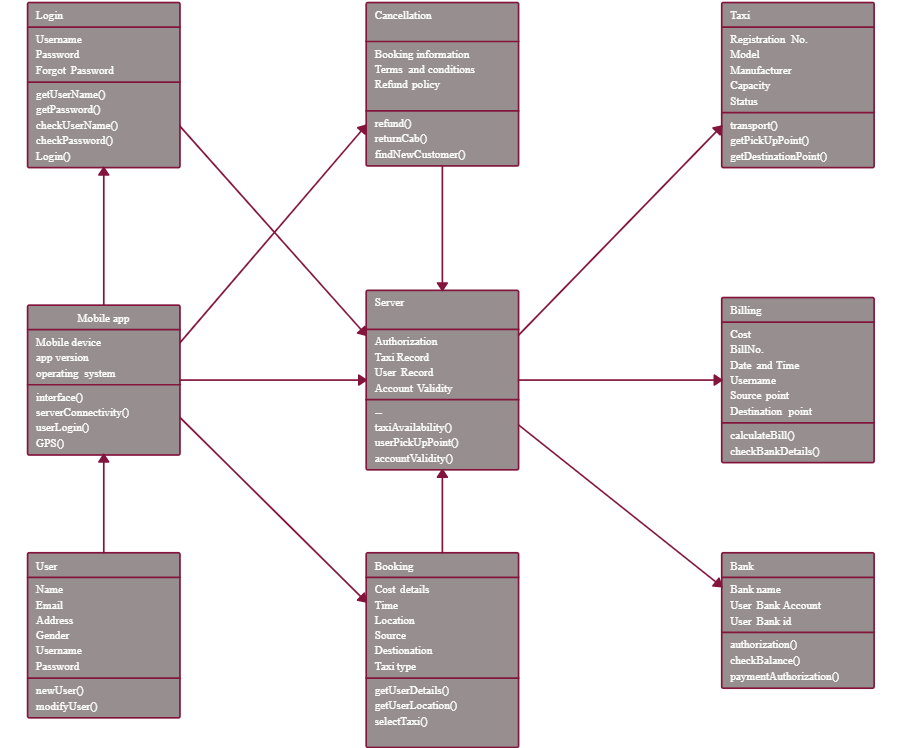 Login
Username
Password
Forgot Password
getUserName()
getPassword()
checkUserName()
checkPassword()
Login()
Cancellation
Booking information
Terms and conditions
Refund policy
refund()
returnCab()
findNewCustomer()
Taxi
Registration No.
Model
Manufacturer
Capacity
Status
transport()
getPickUpPoint()
getDestinationPoint()
Mobile app
Mobile device
app version
operating system
interface()
serverConnectivity()
userLogin()
GPS()
Server
Authorization
Taxi Record
User Record
Account Validity
--
taxiAvailability()
userPickUpPoint()
accountValidity()
Billing
Cost
BillNo.
Date and Time
Username
Source point
Destination point
calculateBill()
checkBankDetails()
User
Name
Email
Address
Gender
Username
Password
newUser()
modifyUser()
Booking
Cost details
Time
Location
Source
Destionation
Taxi type
getUserDetails()
getUserLocation()
selectTaxi()
Bank
Bank name
User Bank Account
User Bank id
authorization()
checkBalance()
paymentAuthorization()